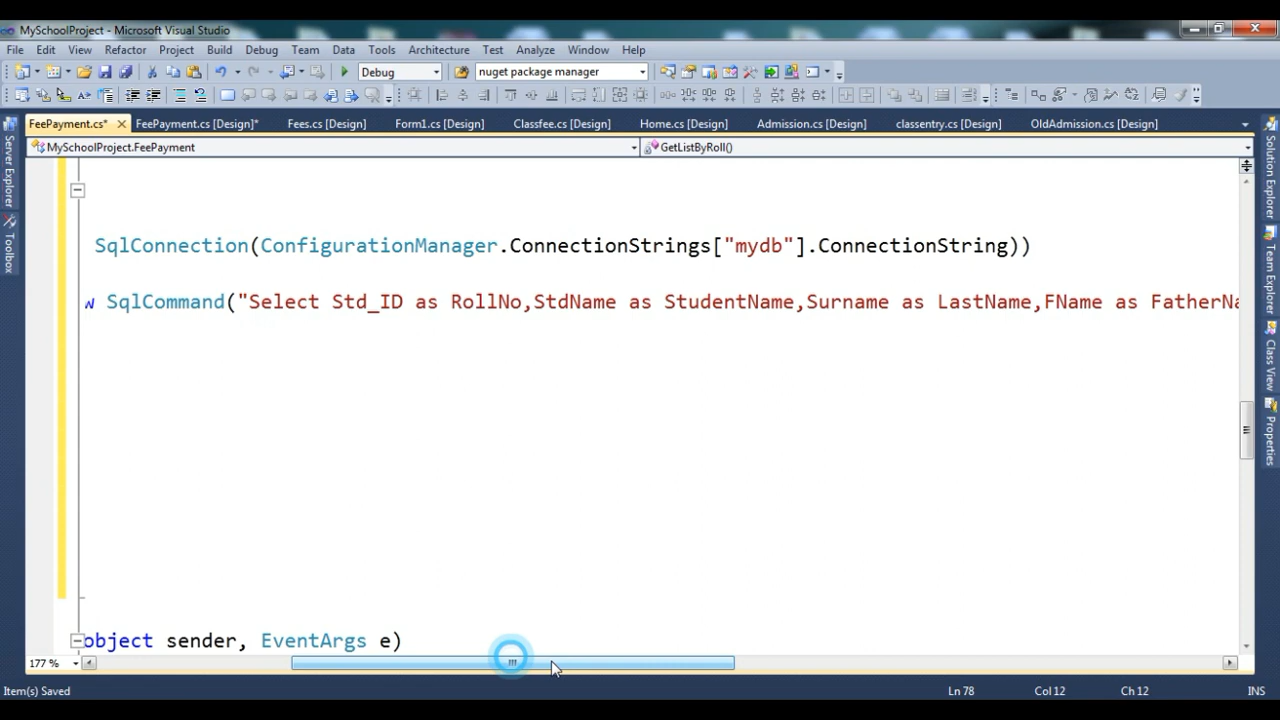 MySchoolProject - Microsoft Visual Studio
File Edit View Refactor Project Build Debug Team Data Tools Architecture Test Analyze Window Help
Debug nuget package manager
FeePayment.cs* FeePayment.cs [Design]* Fees.cs [Design] Form1.cs [Design] Classfee.cs [Design] Home.cs [Design] Admission.cs [Design] classentry.cs [Design] OldAdmission.cs [Design]
MySchoolProject.FeePayment GetListByRoll()
Server Explorer
Toolbox
SqlConnection(ConfigurationManager.ConnectionStrings["mydb"].ConnectionString))
w SqlCommand("Select Std_ID as RollNo,StdName as StudentName,Surname as LastName,FName as FatherNa
object sender, EventArgs e)
Solution Explorer
Team Explorer
Class View
Properties
177 %
Item(s) Saved Ln 78 Col 12 Ch 12 INS